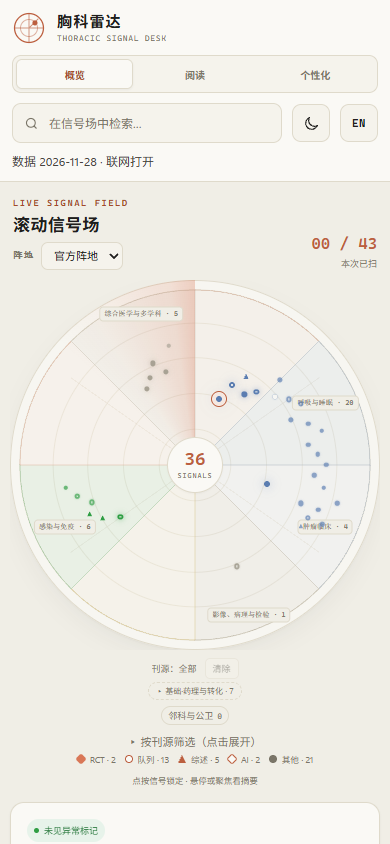 胸科雷达
THORACIC SIGNAL DESK
概览
阅读
个性化
在信号场中检索…
EN
数据 2026-11-28 · 联网打开
LIVE SIGNAL FIELD
滚动信号场
阵地
官方阵地
00 / 43
本次已扫
综合医学与多学科 · 5
呼吸与睡眠 · 20
36
SIGNALS
感染与免疫 · 6
肿瘤临床 · 4
影像、病理与检验 · 1
刊源: 全部
清除
基础·药理与转化 · 7
邻科与公卫 0
▸ 按刊源筛选（点击展开）
RCT · 2
队列 · 13
综述 · 5
AI · 2
其他 · 21
点按信号锁定 · 悬停或聚焦看摘要
未见异常标记